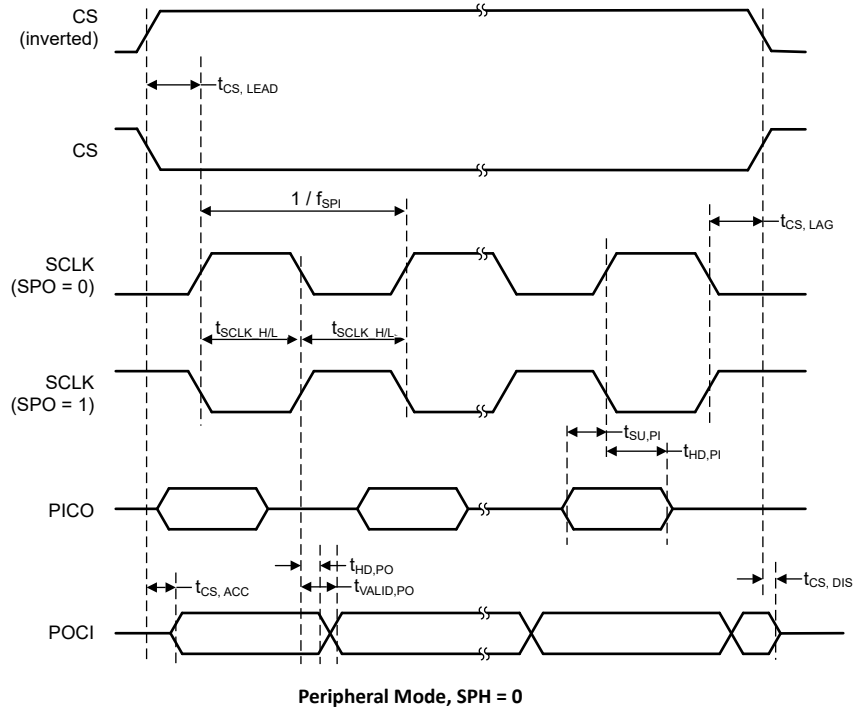 CS
(inverted)
tCS, LEAD
CS
1 / fSPI
tCS, LAG
SCLK
(SPO = 0)
tSCLK_H/L
tSCLK_H/L
SCLK
(SPO = 1)
tSU,PI
tHD,PI
PICO
tHD,PO
tCS, ACC
tVALID,PO
tCS, DIS
POCI
Peripheral Mode, SPH = 0